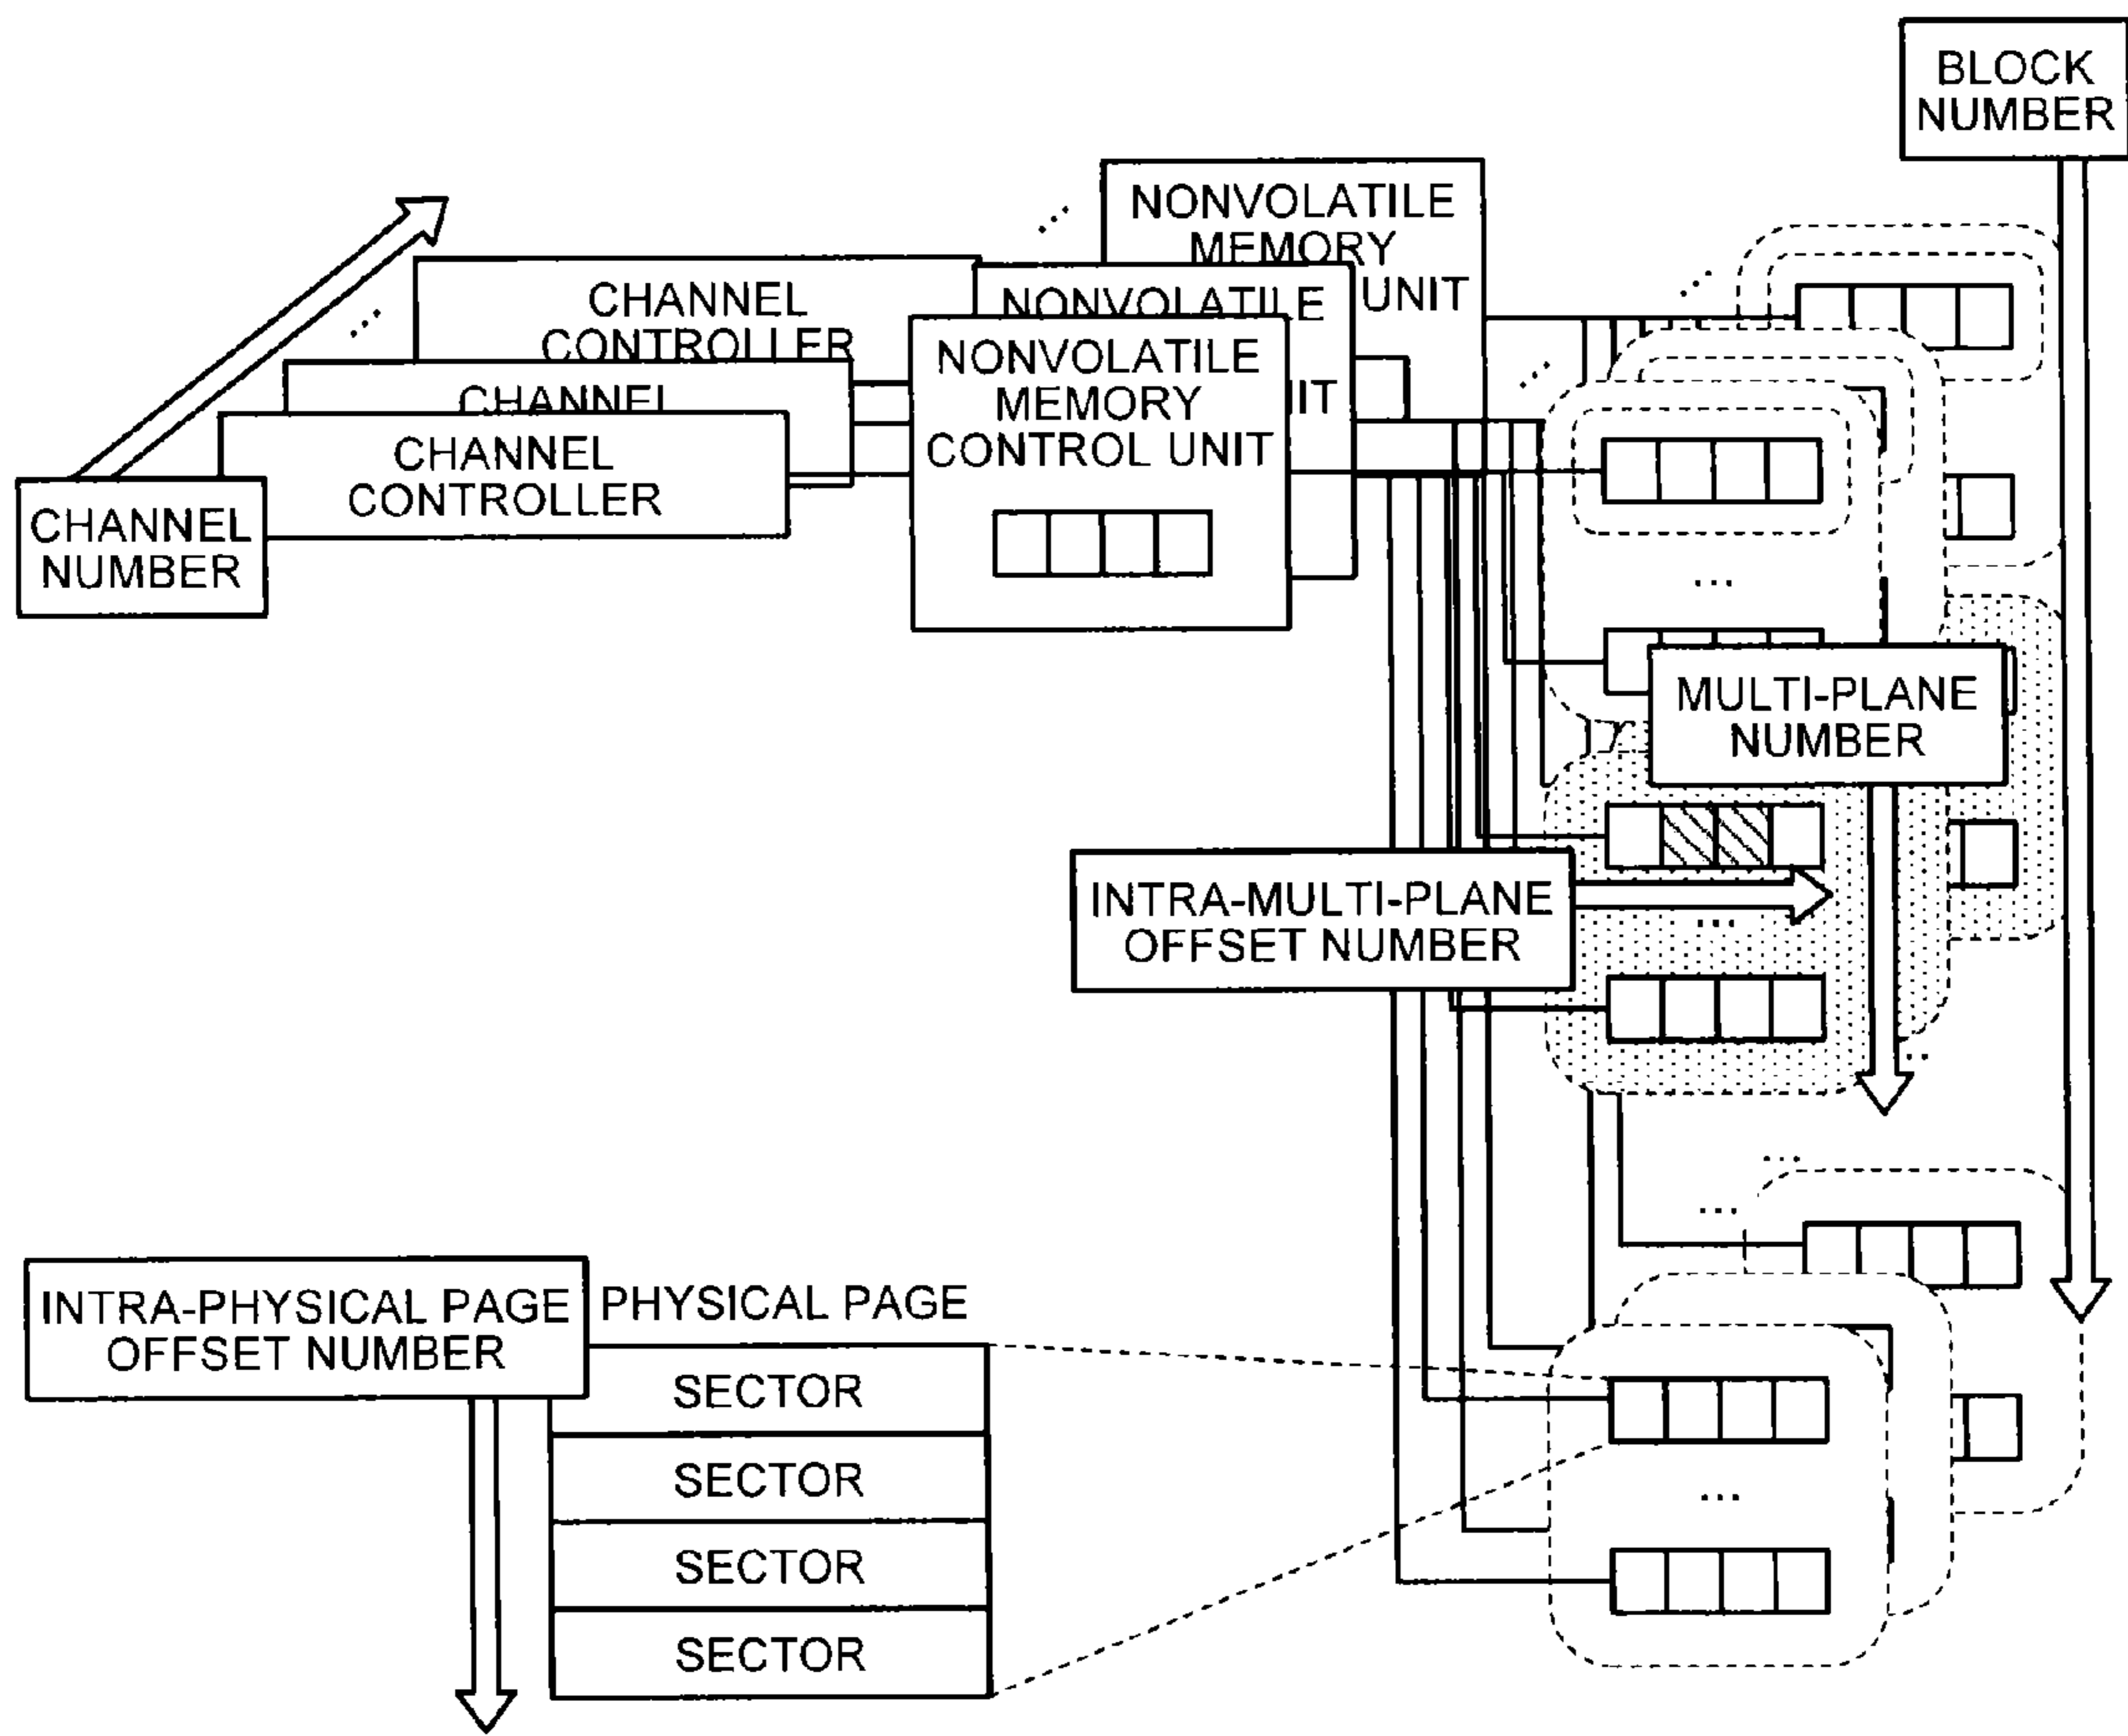 BLOCK
NUMBER
NONVOLATILE
MEMORY
UNIT
CHANNEL
CONTROLLER
NONVOLATILE
IT
CHANNEL
NONVOLATILE
MEMORY
CONTROL UNIT
CHANNEL
CONTROLLER
CHANNEL
NUMBER
...
MULTI-PLANE
NUMBER
INTRA-MULTI-PLANE
OFFSET NUMBER
...
...
...
...
INTRA-PHYSICAL PAGE
OFFSET NUMBER
PHYSICAL PAGE
SECTOR
SECTOR
SECTOR
SECTOR
...